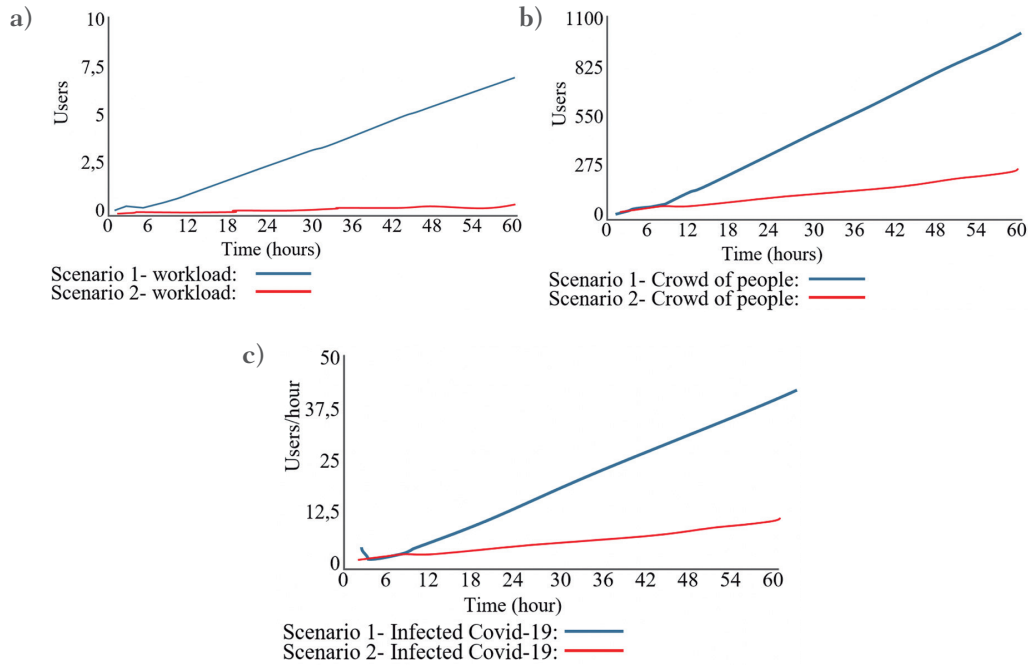 a)
10
7,5
5
2,5
0
Users
0 6 12 18 24 30 36 42 48 54 60
Time (hours)
Scenario 1- workload:
Scenario 2- workload:
b)
1100
825
550
275
0
Users
0 6 12 18 24 30 36 42 48 54 60
Time (hours)
Scenario 1- Crowd of people:
Scenario 2- Crowd of people:
c)
50
37,5
25
12,5
0
Users/hour
0 6 12 18 24 30 36 42 48 54 60
Time (hour)
Scenario 1- Infected Covid-19:
Scenario 2- Infected Covid-19: